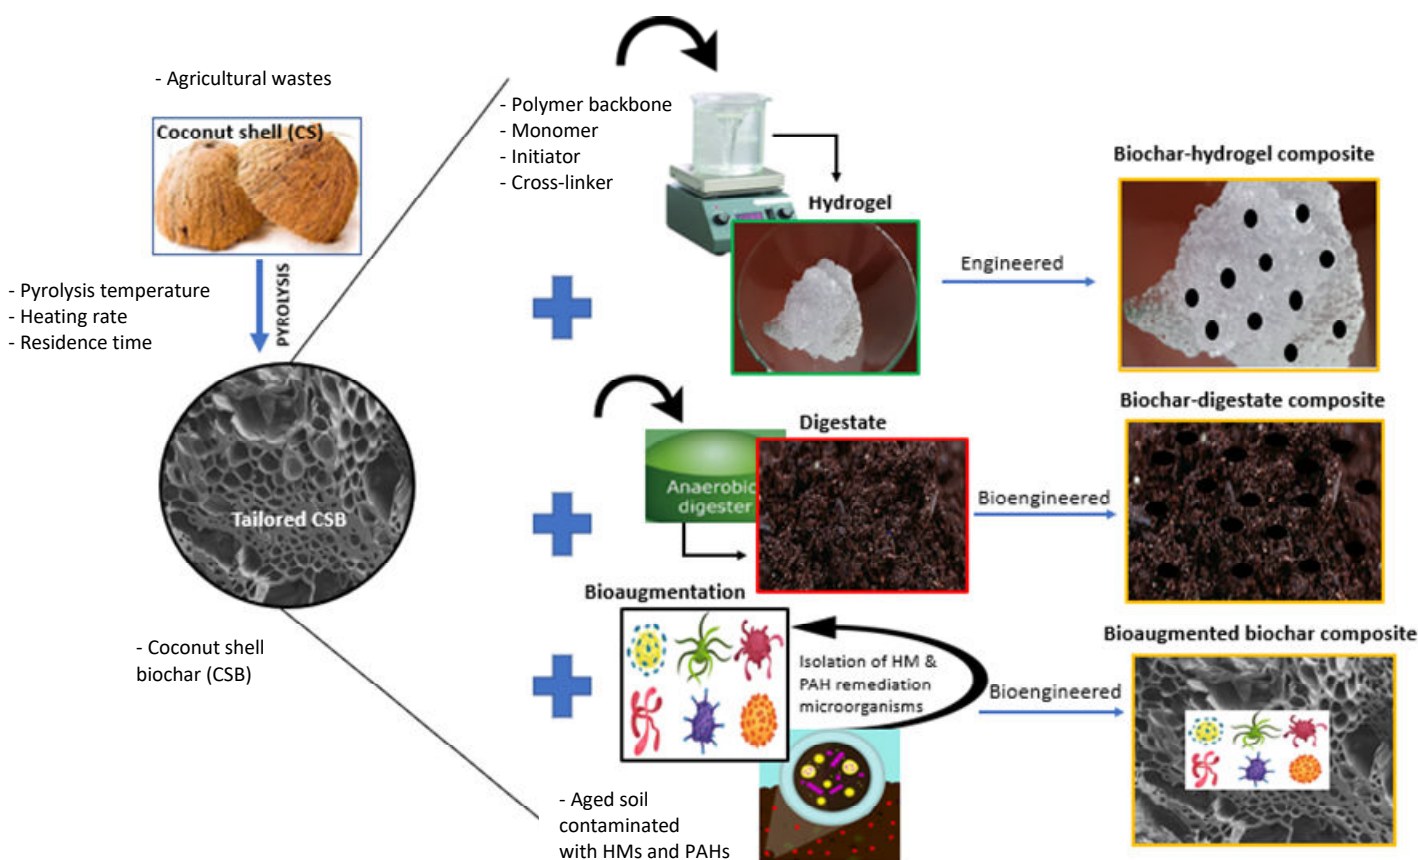 - Agricultural wastes
Coconut shell (CS)
- Pyrolysis temperature
- Heating rate
- Residence time
PYROLYSIS
Tailored CSB
- Coconut shell
biochar (CSB)
- Polymer backbone
- Monomer
- Initiator
- Cross-linker
Hydrogel
Engineered
Biochar-hydrogel composite
Anaerobic
digester
Digestate
Bioengineered
Biochar-digestate composite
Bioaugmentation
Isolation of HM &
PAH remediation
microorganisms
Bioengineered
Bioaugmented biochar composite
- Aged soil
contaminated
with HMs and PAHs